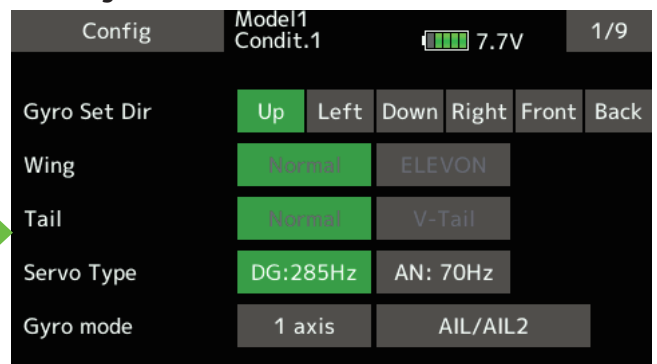 Config Model1 Condit.1 7.7V 1/9
Gyro Set Dir Up Left Down Right Front Back
Wing Normal ELEVON
Tail Normal V-Tail
Servo Type DG:285Hz AN: 70Hz
Gyro mode 1 axis AIL/AIL2